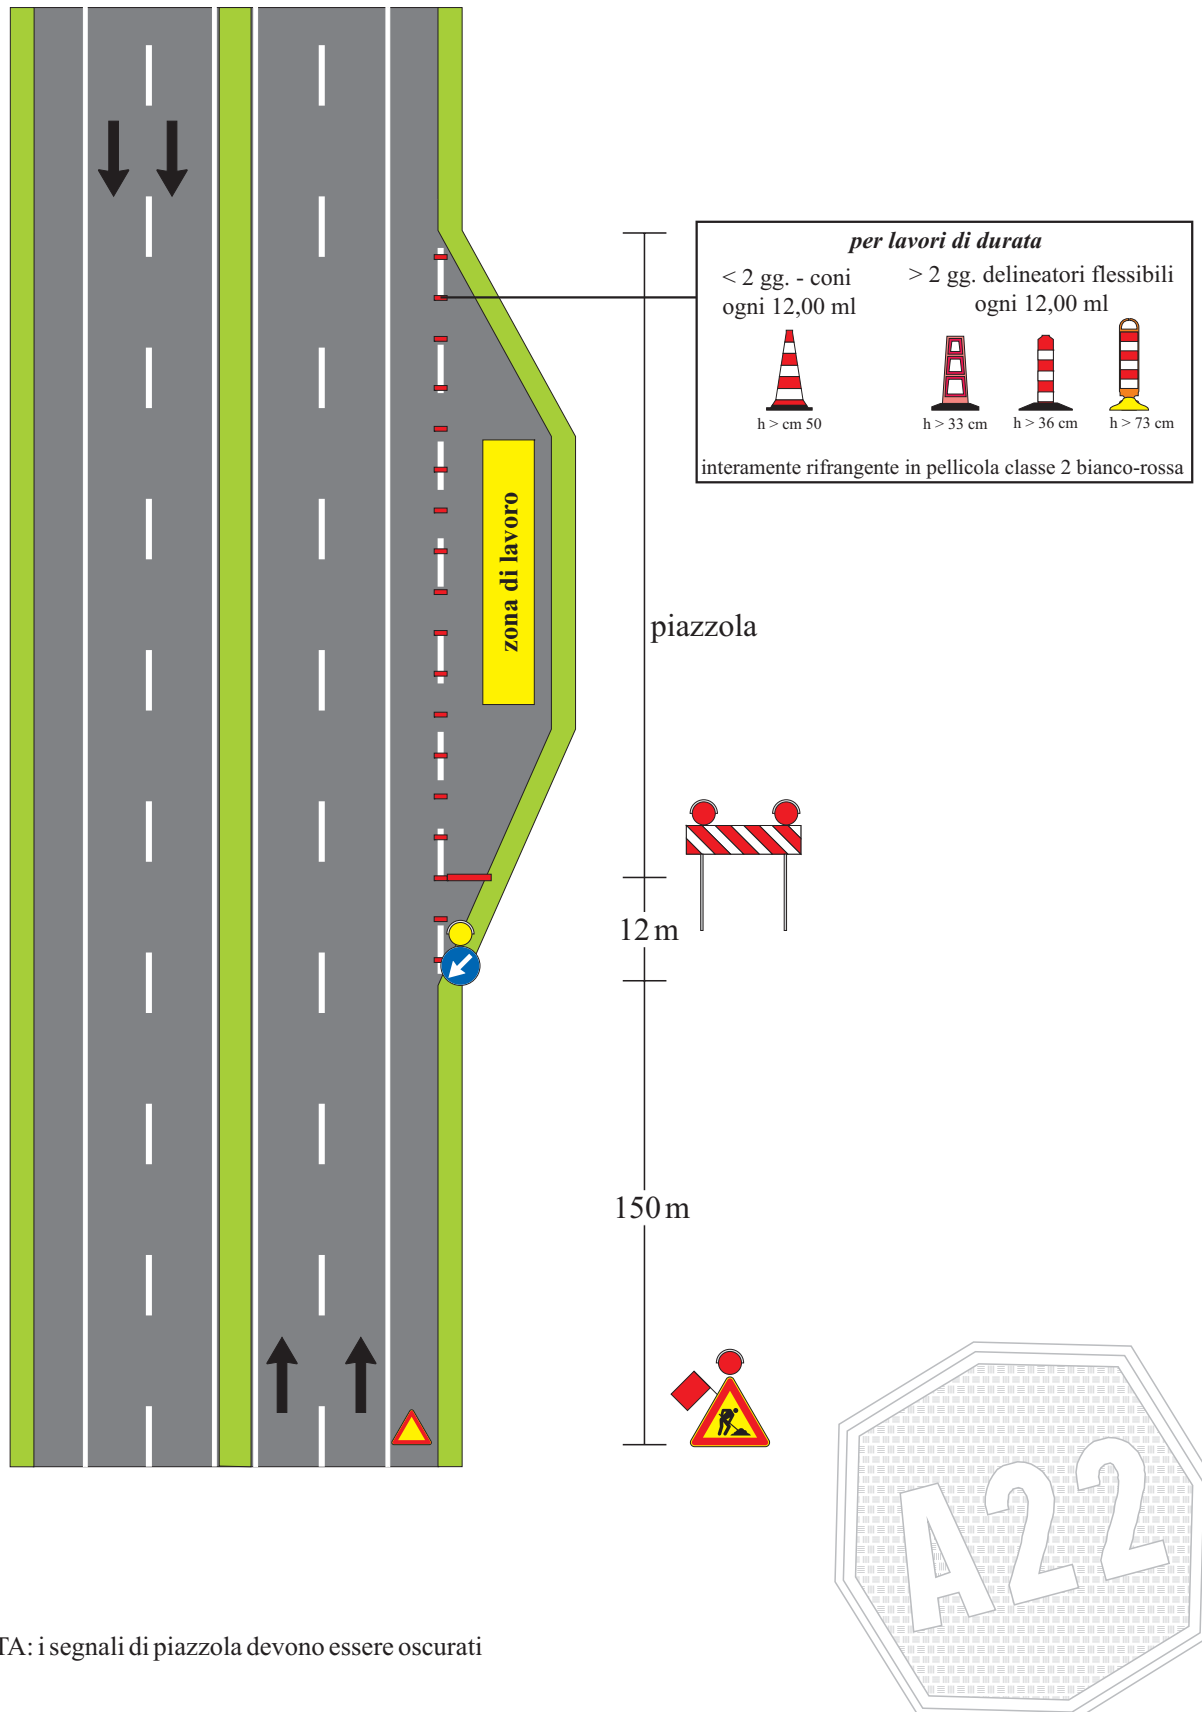 per lavori di durata
< 2 gg. - coni
ogni 12,00 ml
> 2 gg. delineatori flessibili
ogni 12,00 ml
h > cm 50
h > 33 cm
h > 36 cm
h > 73 cm
interamente rifrangente in pellicola classe 2 bianco-rossa
zona di lavoro
piazzola
12 m
150 m
A22
TA: i segnali di piazzola devono essere oscurati